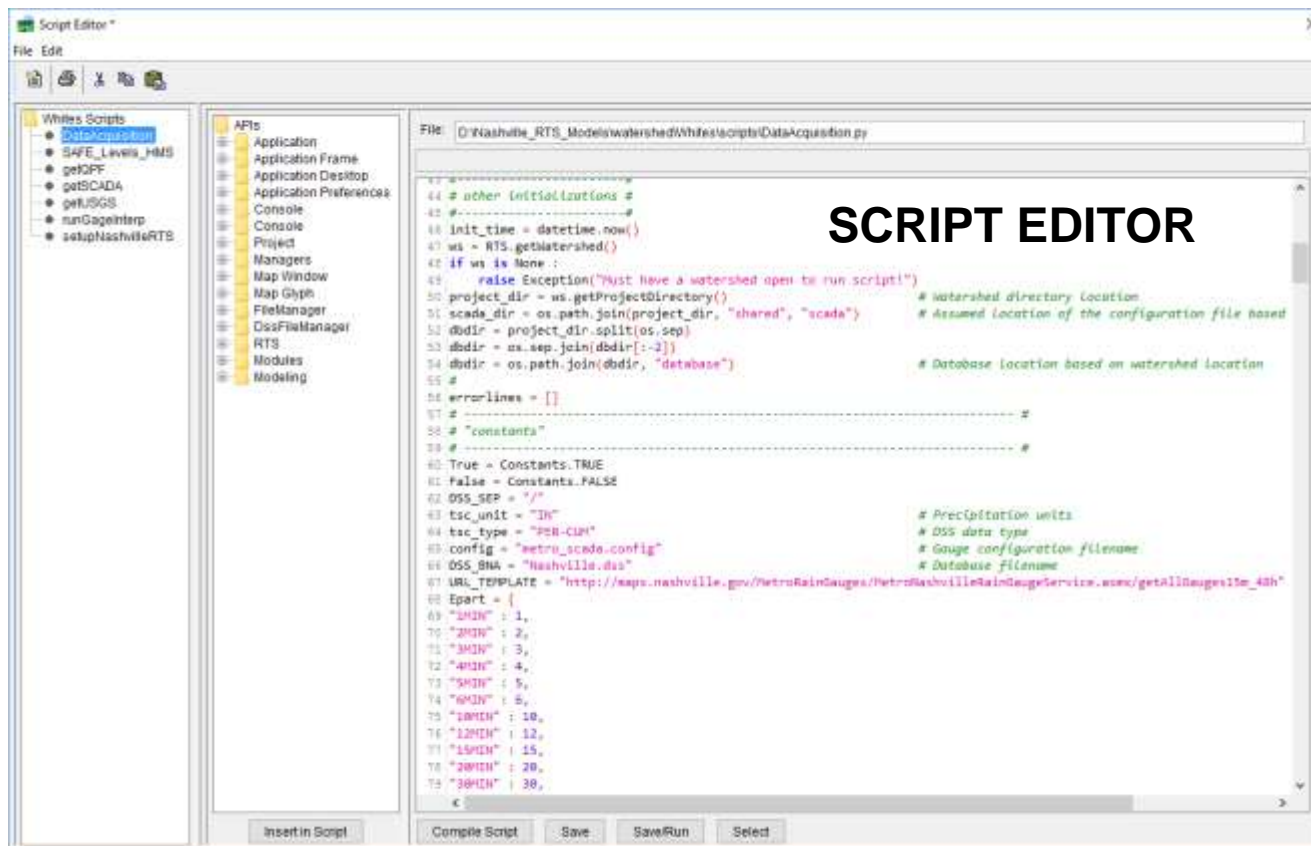 Script Editor *
File Edit
Whites Scripts
DataAcquisition
SAFE_Levels_HMS
getQPF
getSCADA
getUSGS
runGageInterp
setupNashvilleRTS
APIs
Application
Application Frame
Application Desktop
Application Preferences
Console
Console
Project
Managers
Map Window
Map Glyph
FileManager
DssFileManager
RTS
Modules
Modeling
Insert in Script
File: D:\Nashville_RTS_Models\watershed\Whites\scripts\DataAcquisition.py
SCRIPT EDITOR
43 #-----------------------#
44 # other initializations #
45 #-----------------------#
46 init_time = datetime.now()
47 ws = RTS.getWatershed()
48 if ws is None :
49 raise Exception("Must have a watershed open to run script!")
50 project_dir = ws.getProjectDirectory() # Watershed directory location
51 scada_dir = os.path.join(project_dir, "shared", "scada") # Assumed location of the configuration file based
52 dbdir = project_dir.split(os.sep)
53 dbdir = os.sep.join(dbdir[:-2])
54 dbdir = os.path.join(dbdir, "database") # Database location based on watershed location
55 #
56 errorlines = []
57 # ---------------------------------------------------------------------------- #
58 # "constants"
59 # ---------------------------------------------------------------------------- #
60 True = Constants.TRUE
61 False = Constants.FALSE
62 DSS_SEP = "/"
63 tsc_unit = "IN" # Precipitation units
64 tsc_type = "PER-CUM" # DSS data type
65 config = "metro_scada.config" # Gauge configuration filename
66 DSS_BNA = "Nashville.dss" # Database filename
67 URL_TEMPLATE = "http://maps.nashville.gov/MetroRainGauges/MetroNashvilleRainGaugeService.asmx/getAllGauges15m_48h"
68 Epart = {
69 "1MIN" : 1,
70 "2MIN" : 2,
71 "3MIN" : 3,
72 "4MIN" : 4,
73 "5MIN" : 5,
74 "6MIN" : 6,
75 "10MIN" : 10,
76 "12MIN" : 12,
77 "15MIN" : 15,
78 "20MIN" : 20,
79 "30MIN" : 30,
Compile Script Save Save/Run Select